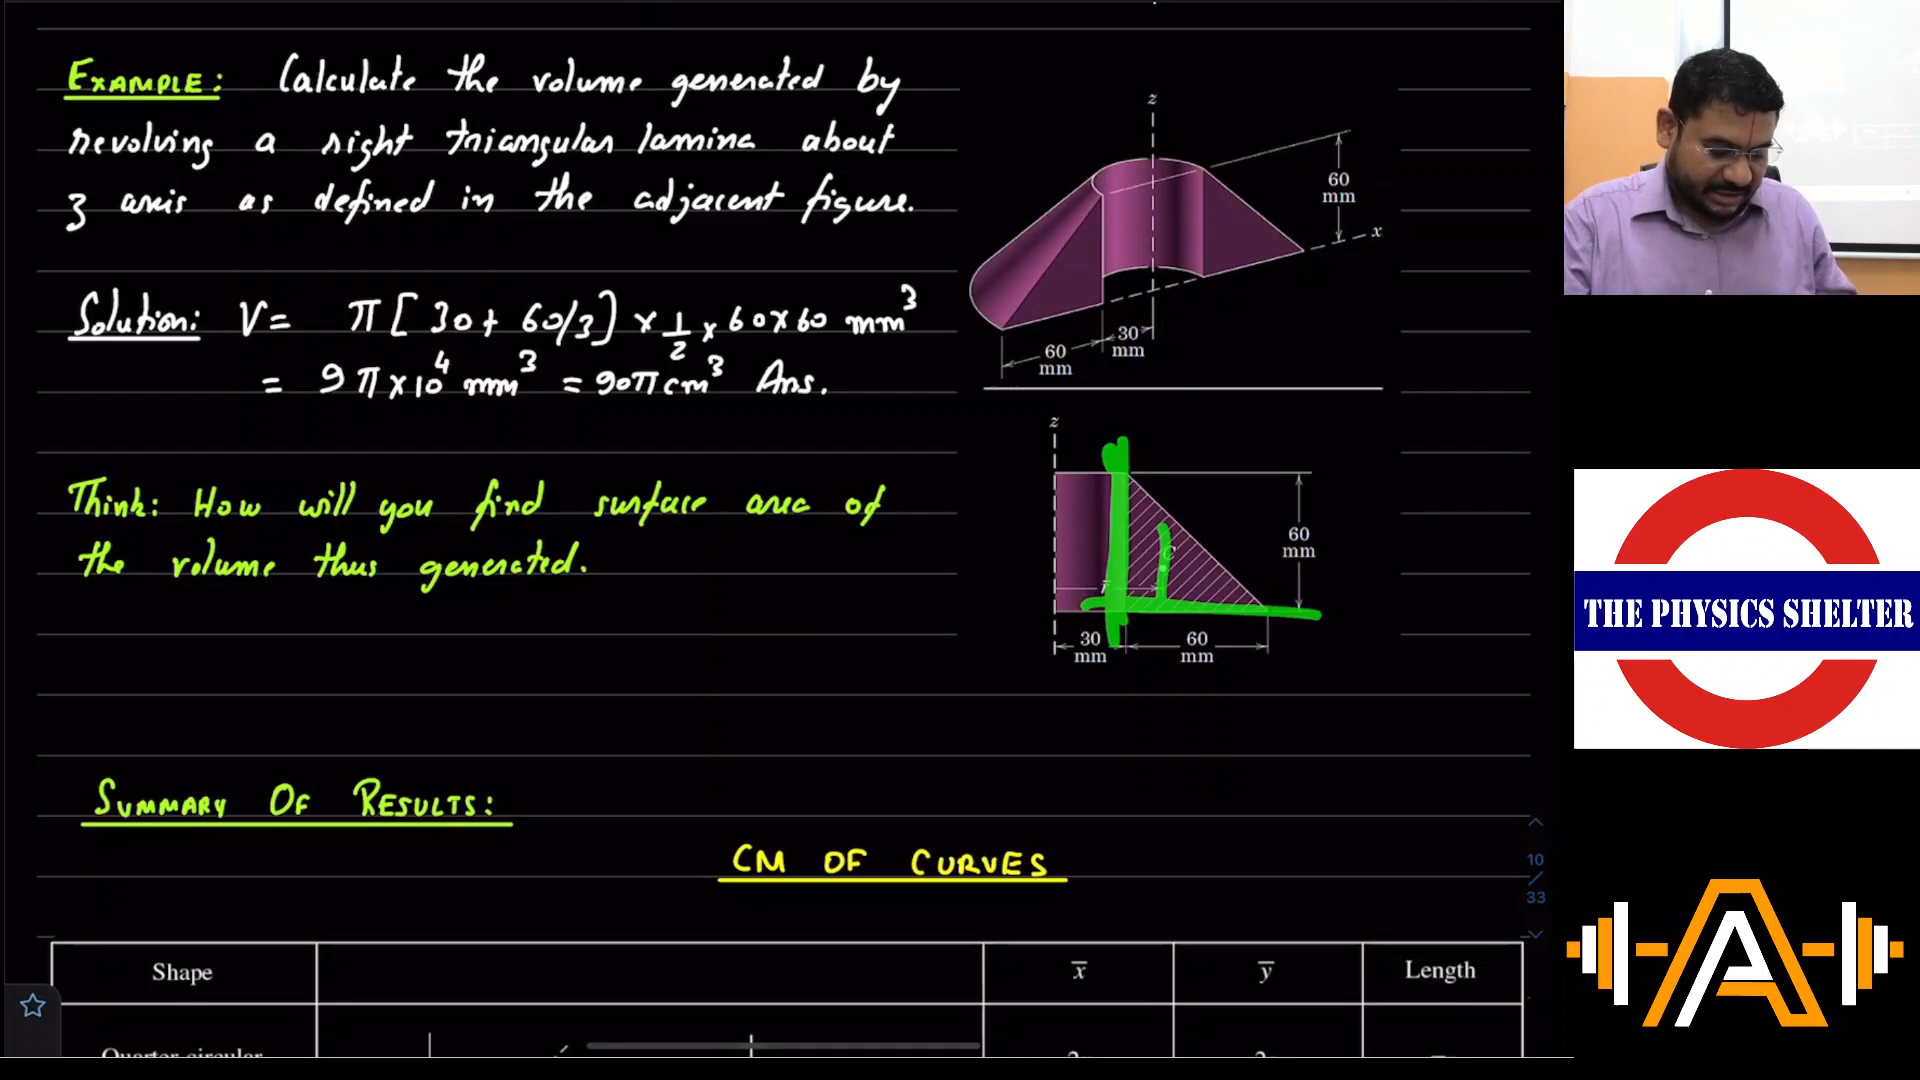 EXAMPLE: Calculate the volume generated by
revolving a right triangular lamina about
z axis as defined in the adjacent figure.
Solution: V = π[30 + 60/3] × 1/2 × 60 × 60 mm³
= 9π × 10⁴ mm³ = 90π cm³ Ans.
Think: How will you find surface area of
the volume thus generated.
z
60
mm
x
30
mm
60
mm
z
C
r̄
60
mm
30
mm
60
mm
THE PHYSICS SHELTER
SUMMARY OF RESULTS:
CM OF CURVES
10
/
33
Shape x̄ ȳ Length
Quarter-circular
A